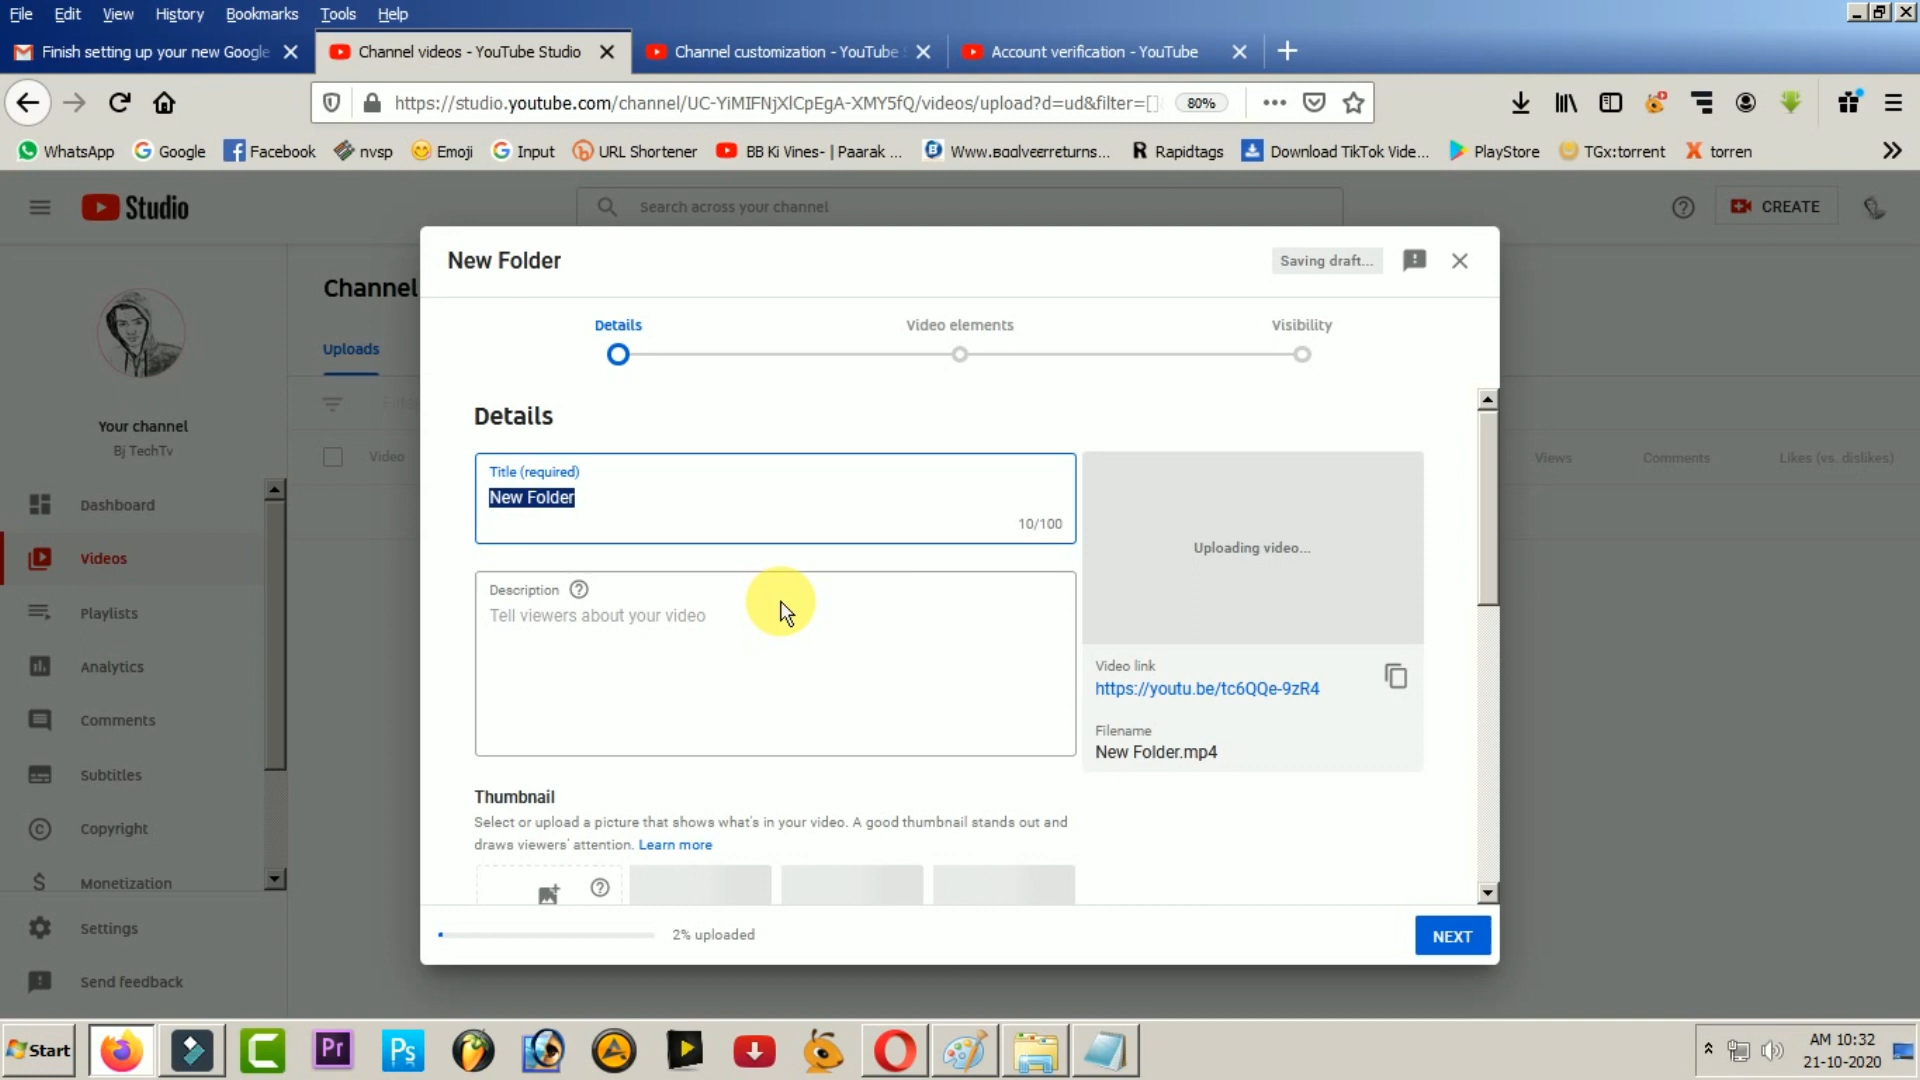 File Edit View History Bookmarks Tools Help
Finish setting up your new Google
Channel videos - YouTube Studio
Channel customization - YouTube
Account verification - YouTube
https://studio.youtube.com/channel/UC-YiMIFNjXlCpEgA-XMY5fQ/videos/upload?d=ud&filter=[]
80%
WhatsApp Google Facebook nvsp Emoji Input URL Shortener BB Ki Vines- | Paarak ... Rapidtags Download TikTok Vide... PlayStore TGx:torrent torren
Studio
Search across your channel
CREATE
New Folder
Saving draft...
Channel
Details
Video elements
Visibility
Uploads
Your channel
Bj TechTv
Video
Views
Comments
Likes (vs. dislikes)
Details
Title (required)
New Folder
10/100
Uploading video...
Description
Tell viewers about your video
Video link
https://youtu.be/tc6QQe-9zR4
Filename
New Folder.mp4
Thumbnail
Select or upload a picture that shows what's in your video. A good thumbnail stands out and
draws viewers' attention. Learn more
Dashboard
Videos
Playlists
Analytics
Comments
Subtitles
Copyright
Monetization
Settings
Send feedback
2% uploaded
NEXT
Start
Pr
Ps
AM 10:32
21-10-2020